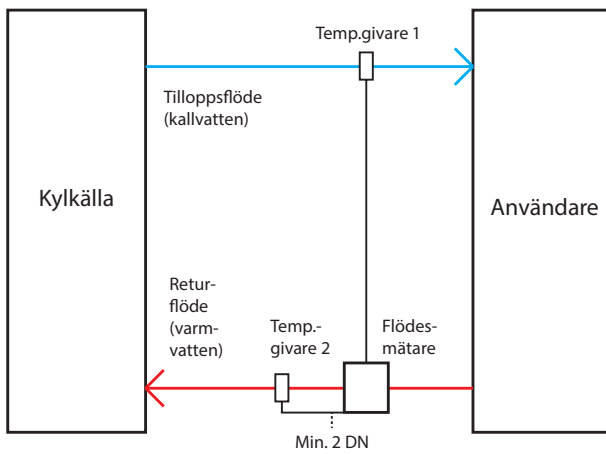 Temp.givare 1
Tilloppsflöde
(kallvatten)
Kylkälla
Användare
Retur-
flöde
(varm-
vatten)
Temp.-
givare 2
Flödes-
mätare
Min. 2 DN